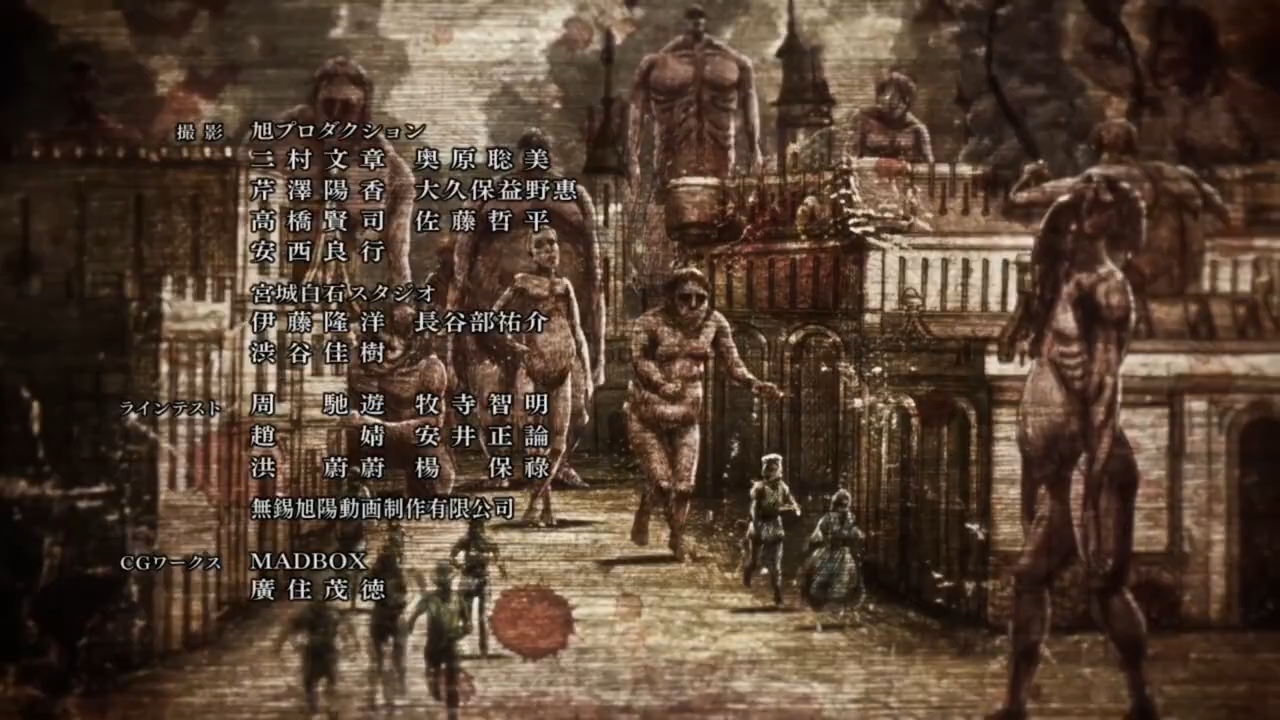 撮影 旭プロダクション
二村文章 奥原聡美
芹澤陽香 大久保益野惠
高橋賢司 佐藤哲平
安西良行
宮城白石スタジオ
伊藤隆洋 長谷部祐介
渋谷佳樹
ラインテスト 周 馳遊 牧寺智明
趙 婧 安井正論
洪 蔚蔚 楊 保祿
無錫旭陽動画制作有限公司
CGワークス MADBOX
廣住茂徳